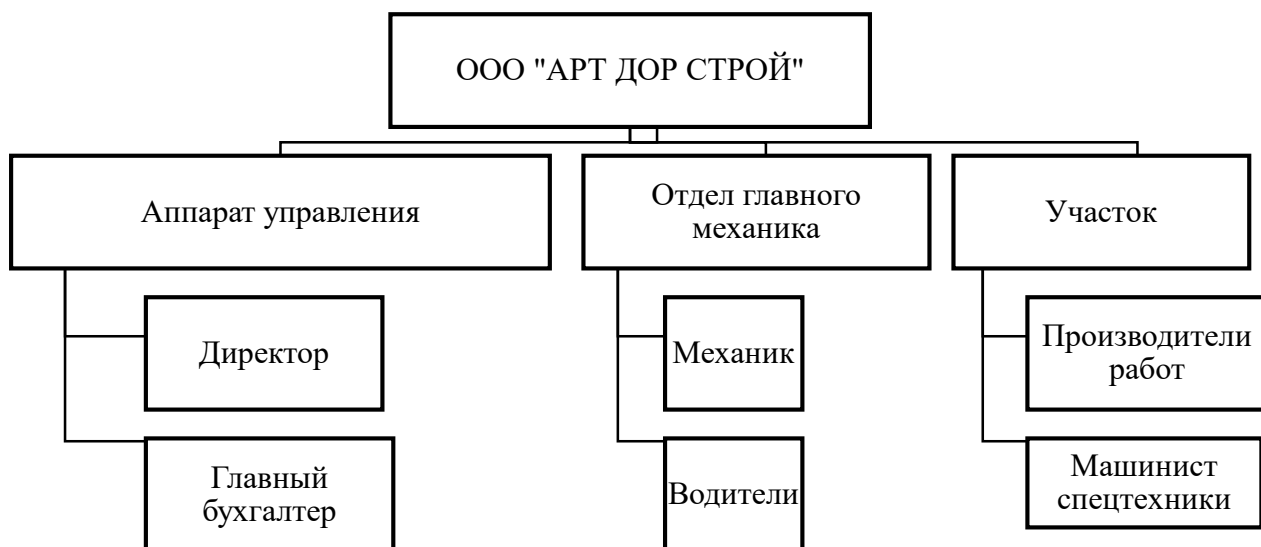 ООО "АРТ ДОР СТРОЙ"
Аппарат управления
Отдел главного
механика
Участок
Директор
Механик
Производители
работ
Главный
бухгалтер
Водители
Машинист
спецтехники